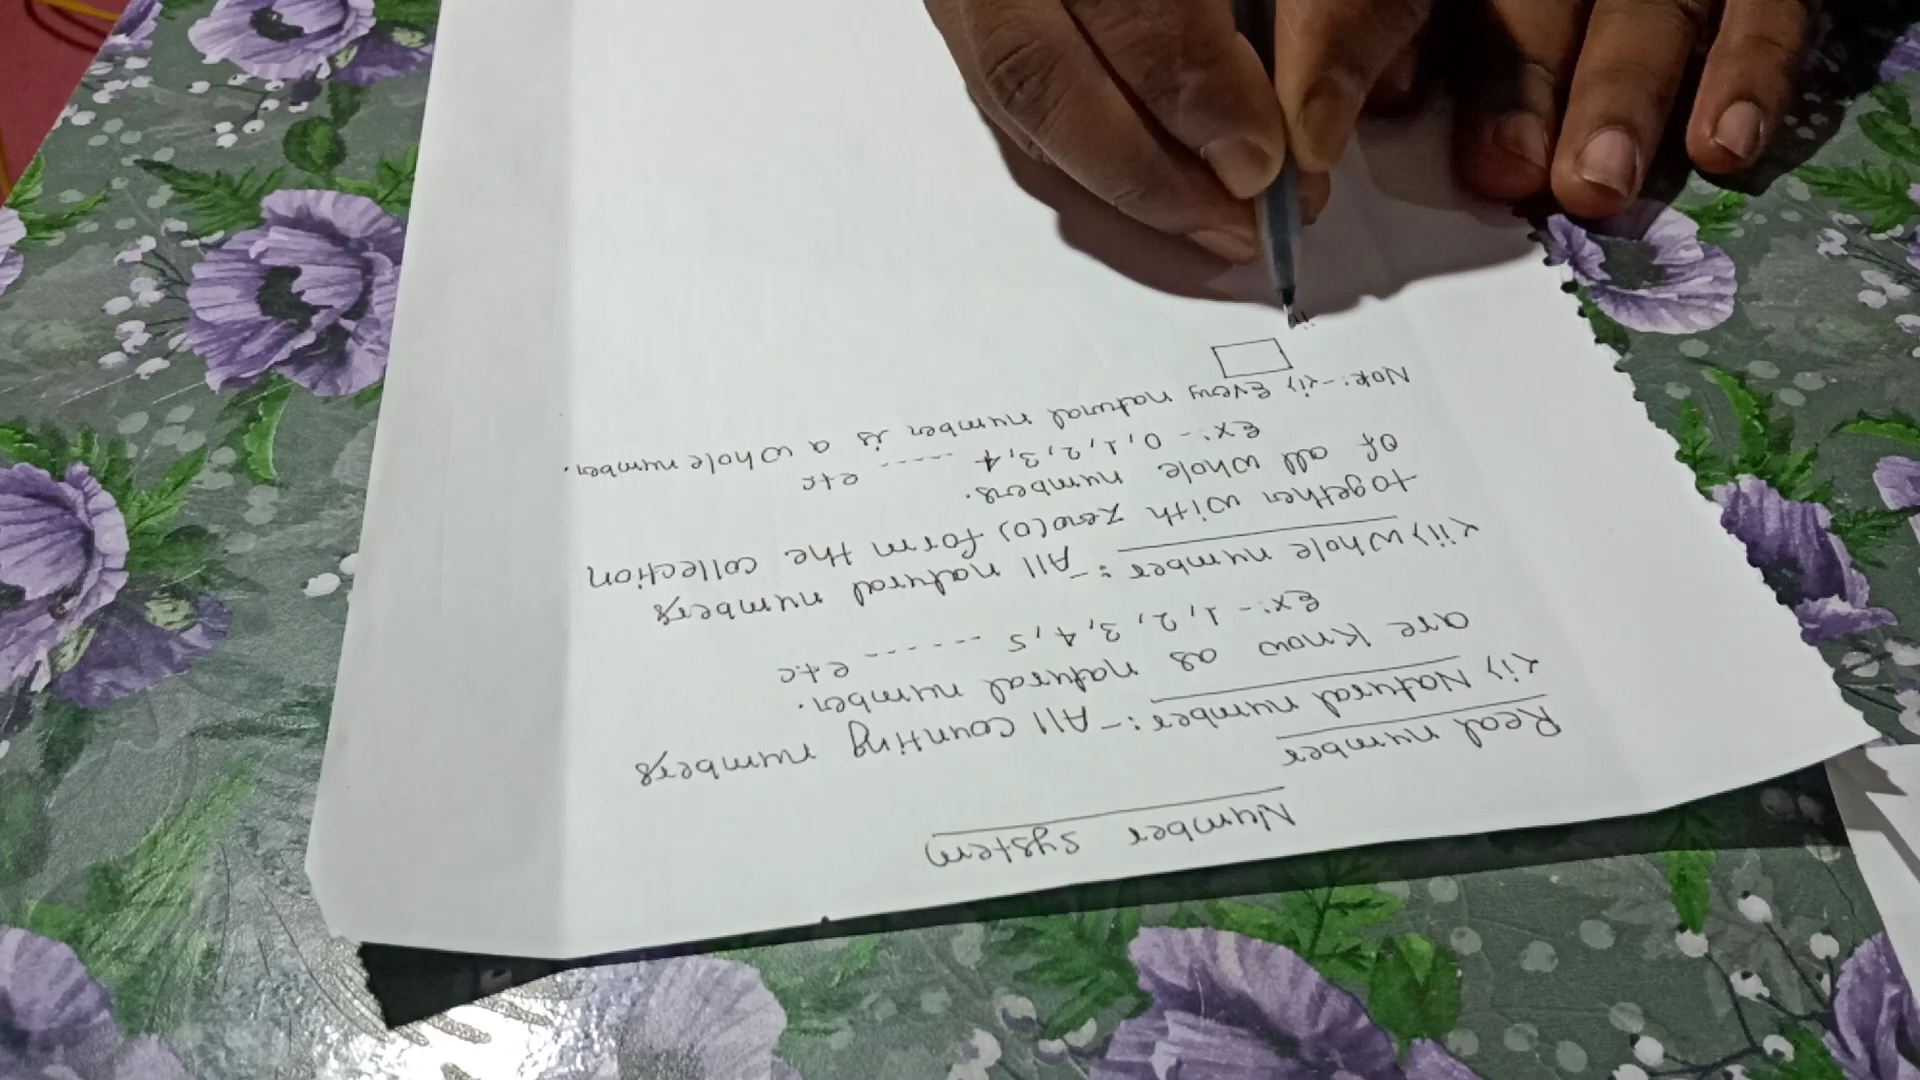 Number system
Real number
(i) Natural number:- All counting numbers
are know as natural number.
Ex:- 1, 2, 3, 4, 5 ------- etc
(ii) whole number:- All natural numbers
together with zero(0) form the collection
of all whole numbers.
Ex:- 0, 1, 2, 3, 4 ---- etc
Note:- (i) Every natural number is a whole number.